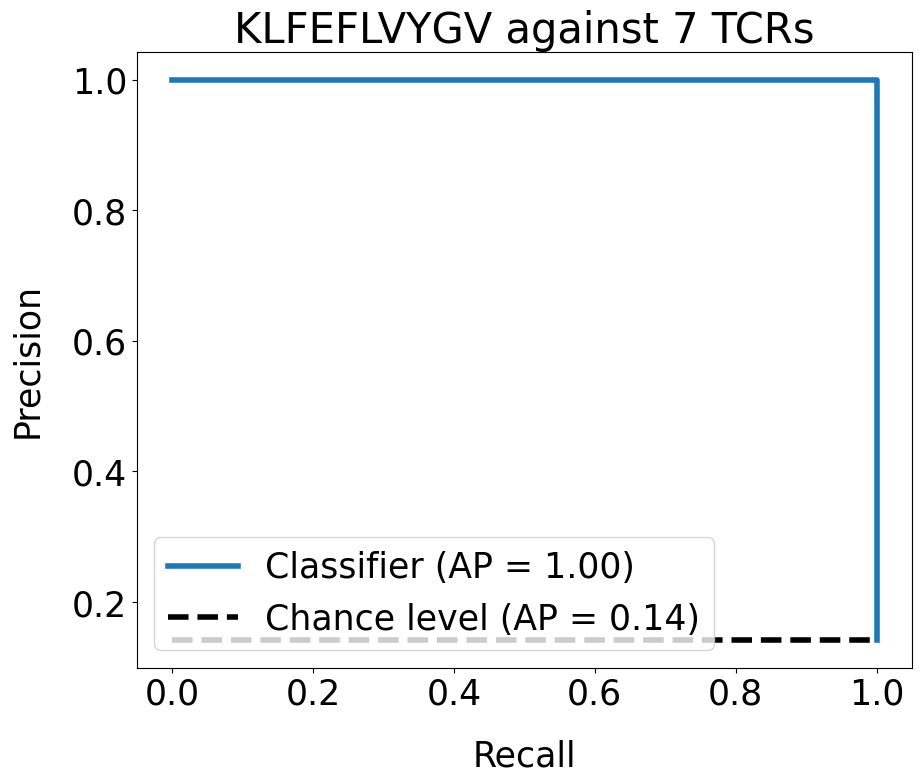 KLFEFLVYGV against 7 TCRs
1.0
0.8
0.6
0.4
0.2
Precision
Classifier (AP = 1.00)
Chance level (AP = 0.14)
0.0 0.2 0.4 0.6 0.8 1.0
Recall